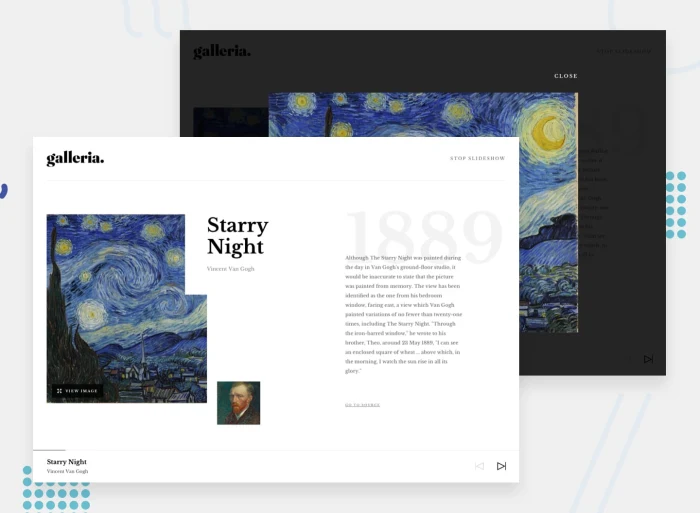 galleria.
CLOSE
galleria.
STOP SLIDESHOW
Starry
Night
Vincent Van Gogh
1889
Although The Starry Night was painted during
the day in Van Gogh's ground-floor studio, it
would be inaccurate to state that the picture
was painted from memory. The view has been
identified as the one from his bedroom
window, facing east, a view which Van Gogh
painted variations of no fewer than twenty-one
times, including The Starry Night. "Through
the iron-barred window," he wrote to his
brother, Theo, around 23 May 1889, "I can see
an enclosed square of wheat ... above which, in
the morning, I watch the sun rise in all its
glory."
VIEW IMAGE
GO TO SOURCE
Starry Night
Vincent Van Gogh